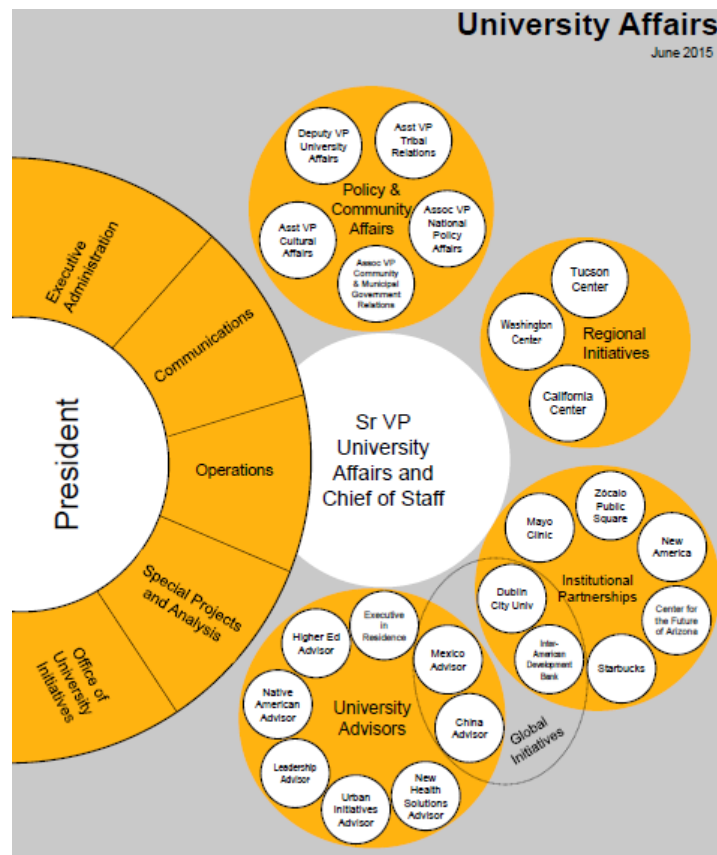 University Affairs
June 2015
Deputy VP
University
Affairs
Asst VP
Tribal
Relations
Policy &
Community
Affairs
Asst VP
Cultural
Affairs
Assoc VP
National
Policy
Affairs
Assoc VP
Community
& Municipal
Government
Relations
Executive
Administration
Communications
Operations
Special Projects
and Analysis
Office of
University
Initiatives
President
Sr VP
University
Affairs and
Chief of Staff
Tucson
Center
Washington
Center
Regional
Initiatives
California
Center
Zócalo
Public
Square
Mayo
Clinic
New
America
Institutional
Partnerships
Dublin
City Univ
Center for
the Future
of Arizona
Inter-
American
Development
Bank
Starbucks
Executive
in
Residence
Higher Ed
Advisor
Mexico
Advisor
Native
American
Advisor
University
Advisors
China
Advisor
Global
Initiatives
Leadership
Advisor
Urban
Initiatives
Advisor
New
Health
Solutions
Advisor